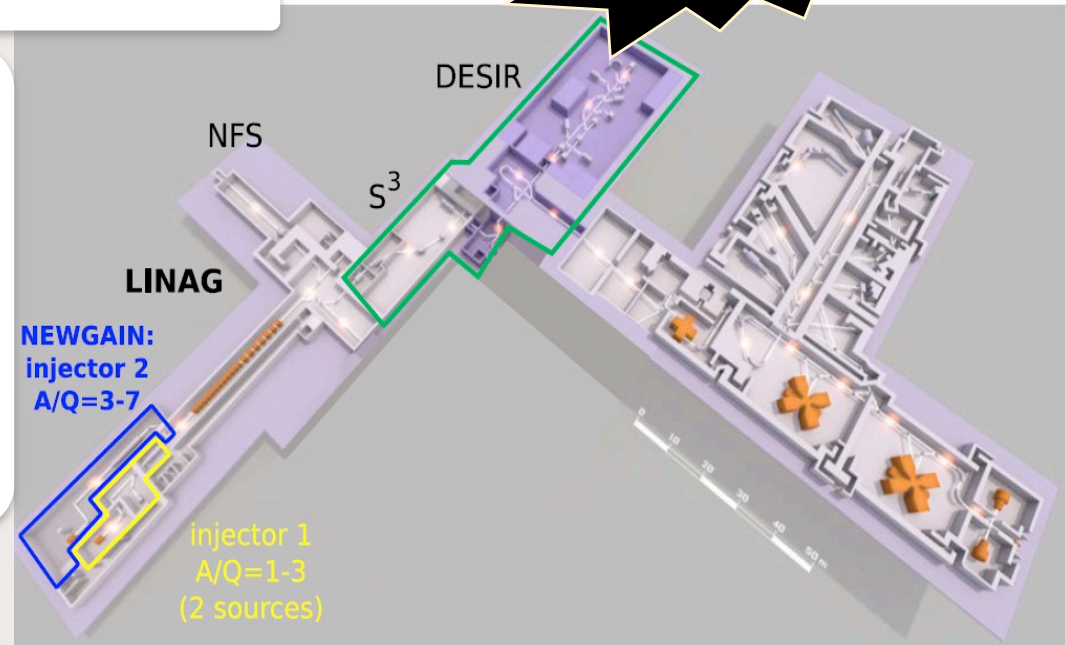 DESIR
NFS
S³
LINAG
NEWGAIN:
injector 2
A/Q=3-7
injector 1
A/Q=1-3
(2 sources)
0
10
20
30
40
50 m